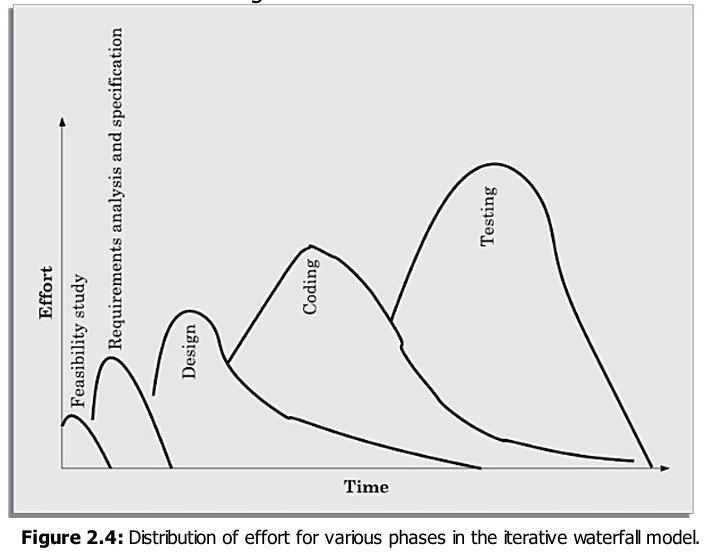 Requirements analysis and specification
Feasibility study
Effort
Design
Coding
Testing
Time
Figure 2.4: Distribution of effort for various phases in the iterative waterfall model.